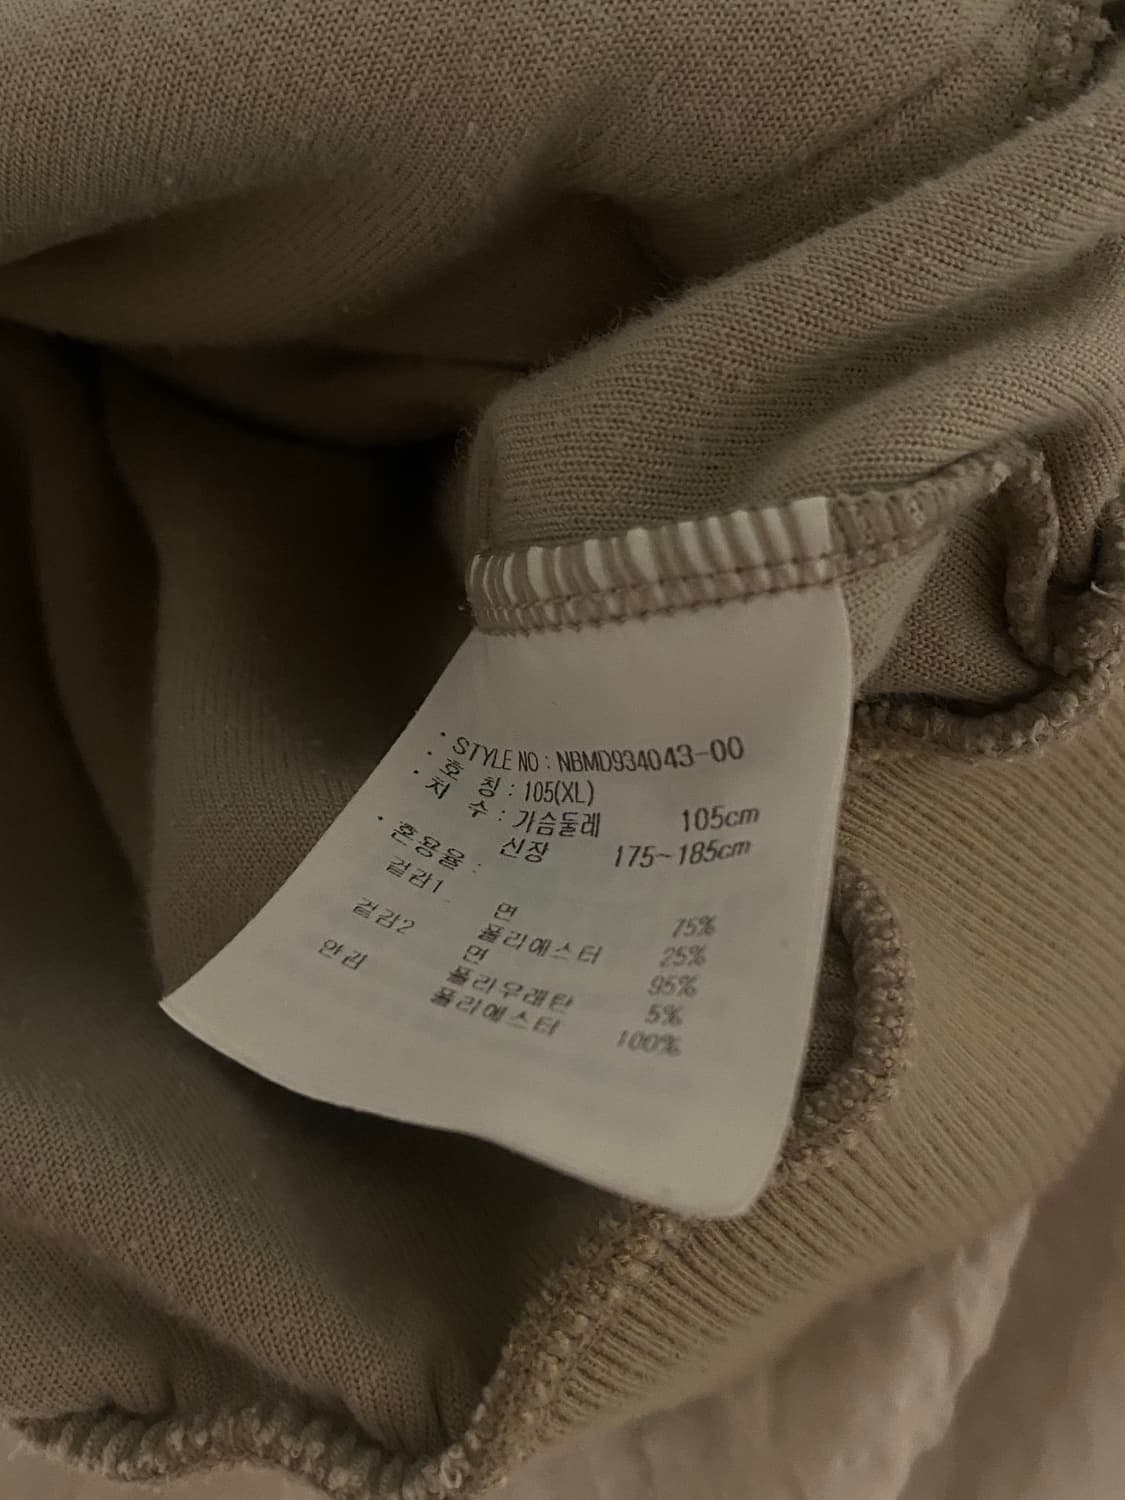 · STYLE NO : NBMD934043-00
· 호 칭 : 105(XL)
· 치 수 : 가슴둘레 105cm
신장 175~185cm
· 혼용율 :
겉감1 면 75%
폴리에스터 25%
겉감2 면 95%
폴리우레탄 5%
안감 폴리에스터 100%